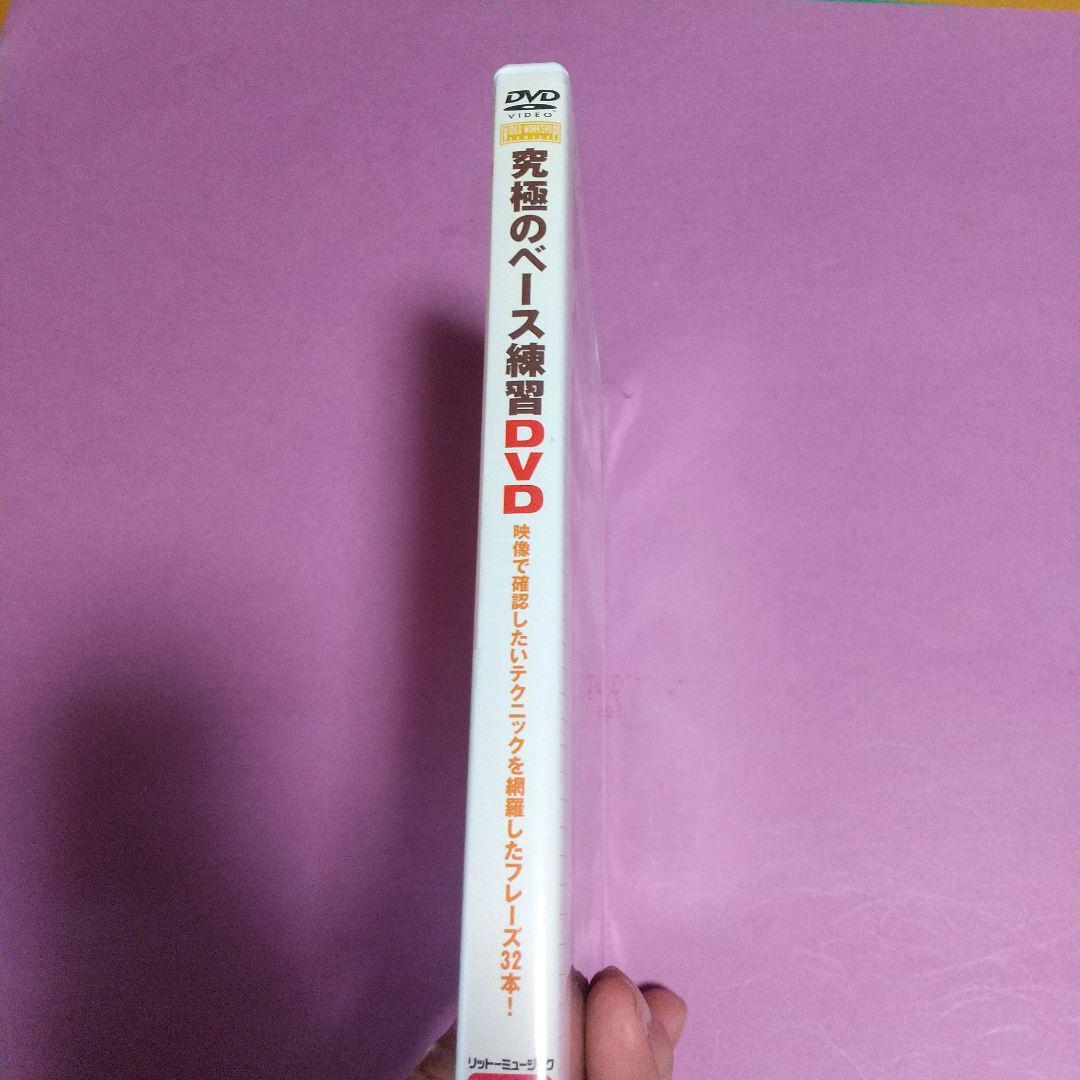 DVD
VIDEO
VIDEO WORKSHOP
究極のベース練習DVD
映像で確認したいテクニックを網羅したフレーズ32本！
リットーミュージック